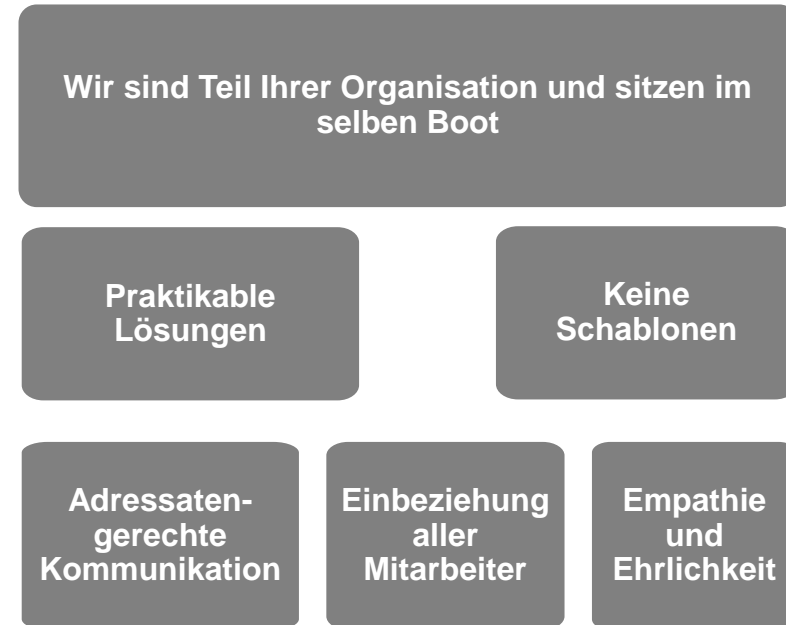 Wir sind Teil Ihrer Organisation und sitzen im
selben Boot
Praktikable
Lösungen
Keine
Schablonen
Adressaten-
gerechte
Kommunikation
Einbeziehung
aller
Mitarbeiter
Empathie
und
Ehrlichkeit